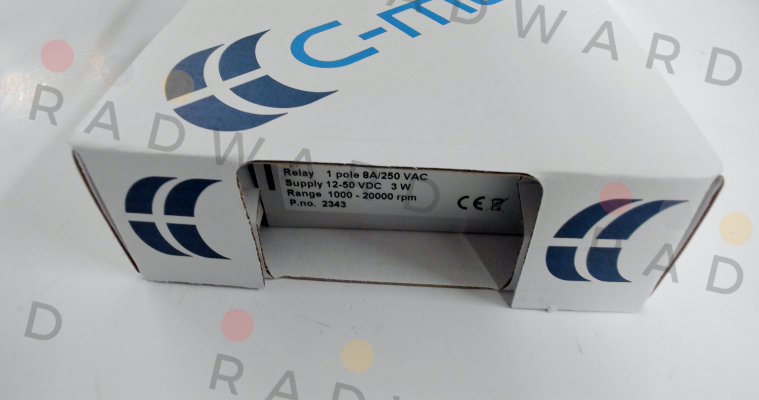 C-m
Relay 1 pole 8A/250 VAC
Supply 12-50 VDC 3 W
Range 1000 - 20000 rpm
P.no. 2343
CE
RADWARD
RADWARD
RADWARD